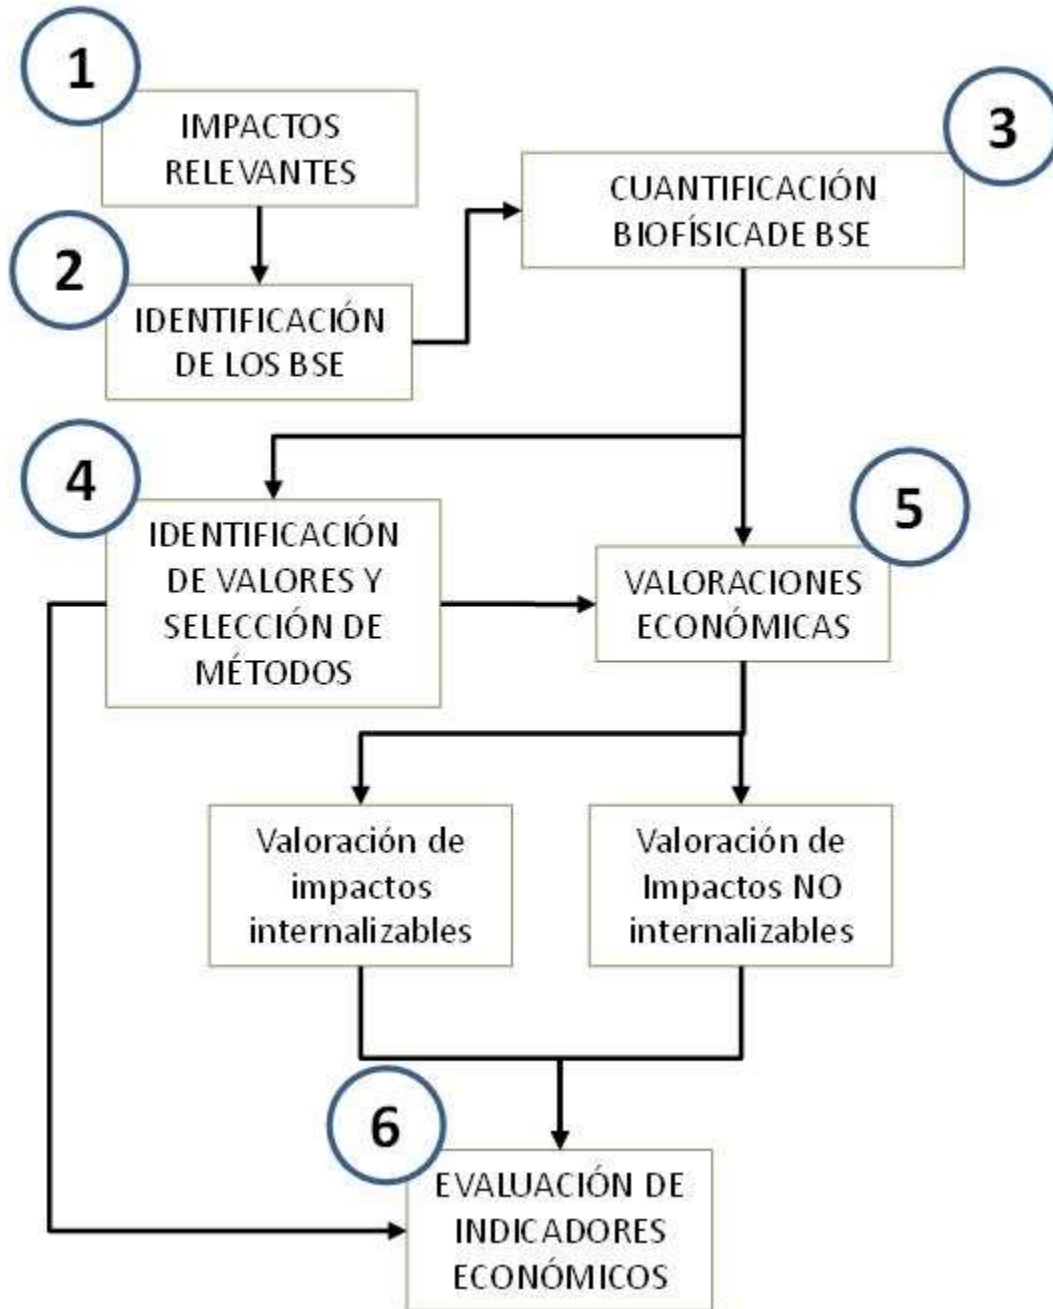 1
IMPACTOS
RELEVANTES
2
IDENTIFICACIÓN
DE LOS BSE
3
CUANTIFICACIÓN
BIOFÍSICADE BSE
4
IDENTIFICACIÓN
DE VALORES Y
SELECCIÓN DE
MÉTODOS
5
VALORACIONES
ECONÓMICAS
Valoración de
impactos
internalizables
Valoración de
Impactos NO
internalizables
6
EVALUACIÓN DE
INDICADORES
ECONÓMICOS